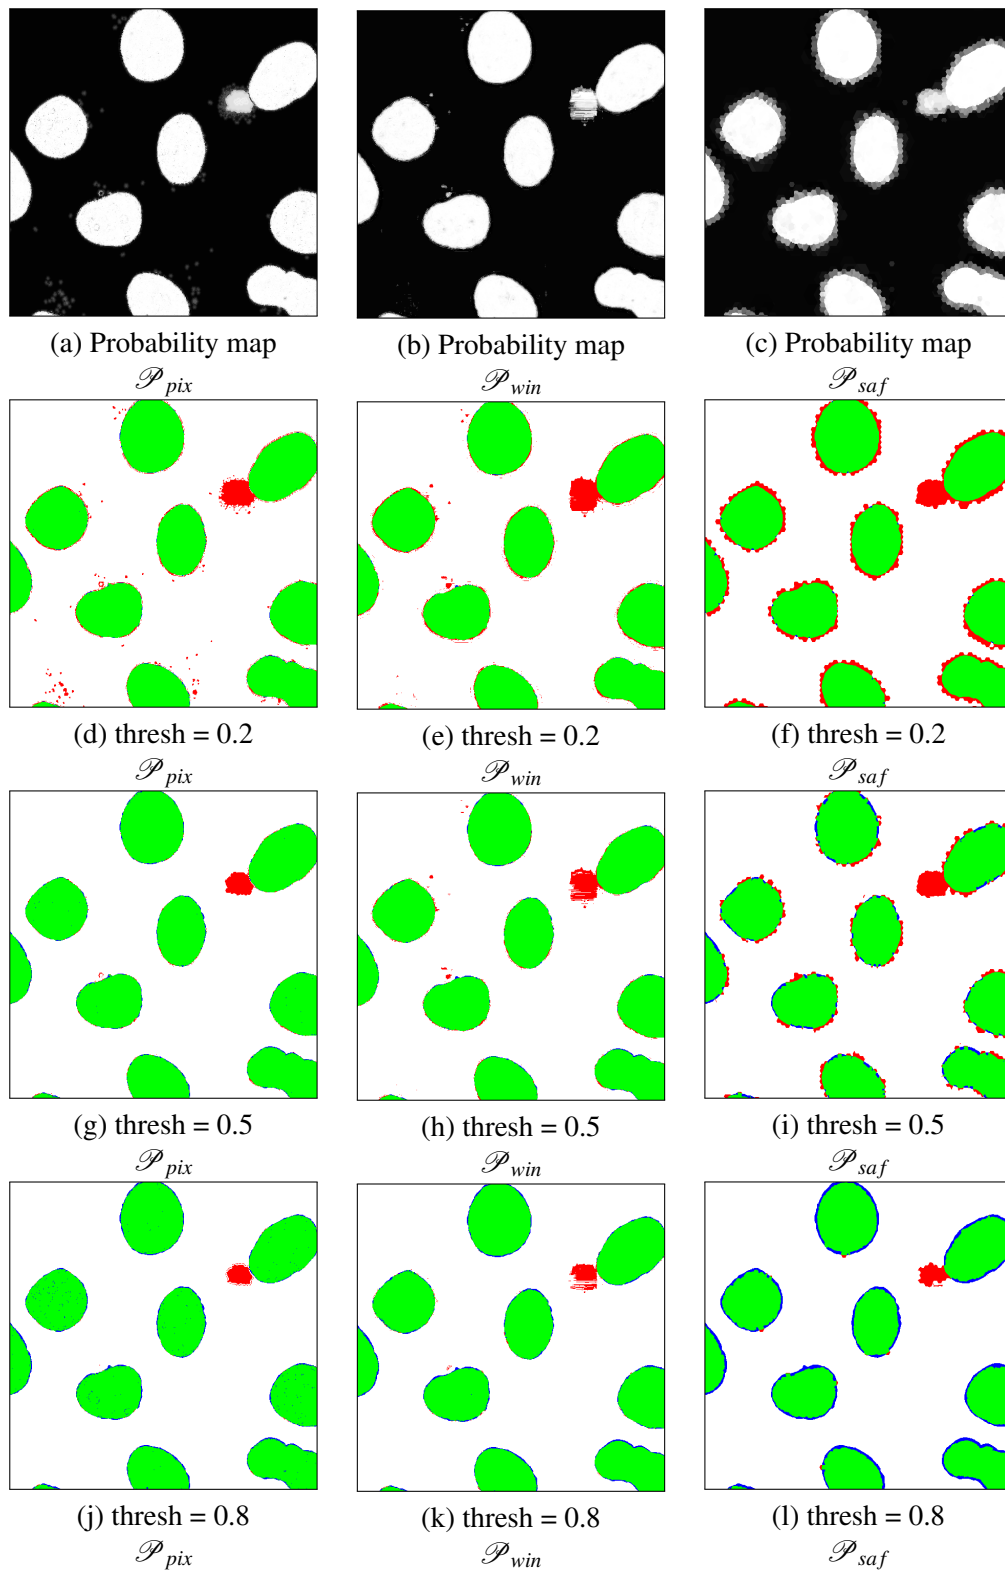 (a) Probability map (b) Probability map (c) Probability map
𝒫pix 𝒫win 𝒫saf
(d) thresh = 0.2 (e) thresh = 0.2 (f) thresh = 0.2
𝒫pix 𝒫win 𝒫saf
(g) thresh = 0.5 (h) thresh = 0.5 (i) thresh = 0.5
𝒫pix 𝒫win 𝒫saf
(j) thresh = 0.8 (k) thresh = 0.8 (l) thresh = 0.8
𝒫pix 𝒫win 𝒫saf